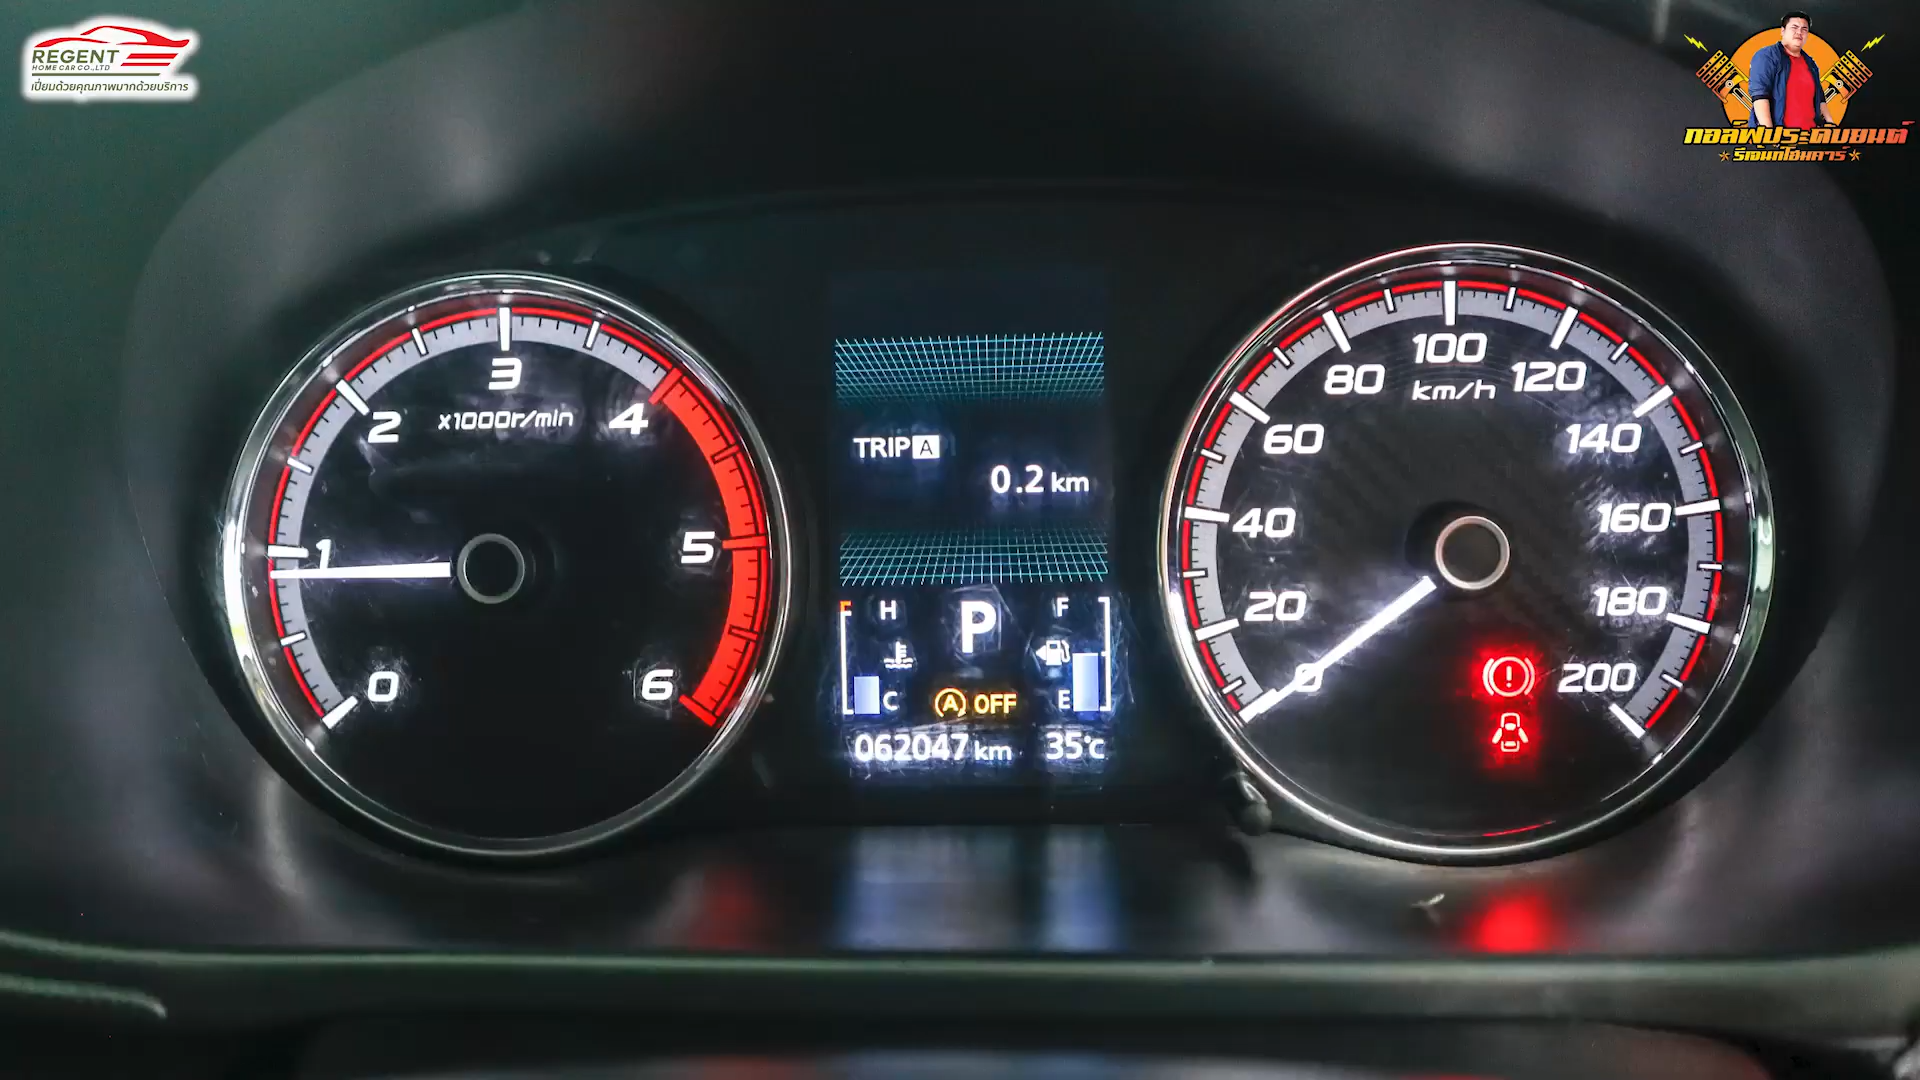 REGENT
HOME CAR CO.,LTD
เปี่ยมด้วยคุณภาพมากด้วยบริการ
กอล์ฟประดับยนต์
รีเจ้นท์โฮมคาร์
0
1
2
3
4
5
6
x1000r/min
TRIP A
0.2 km
H
P
F
C
A OFF
E
062047 km
35°C
0
20
40
60
80
100
120
140
160
180
200
km/h